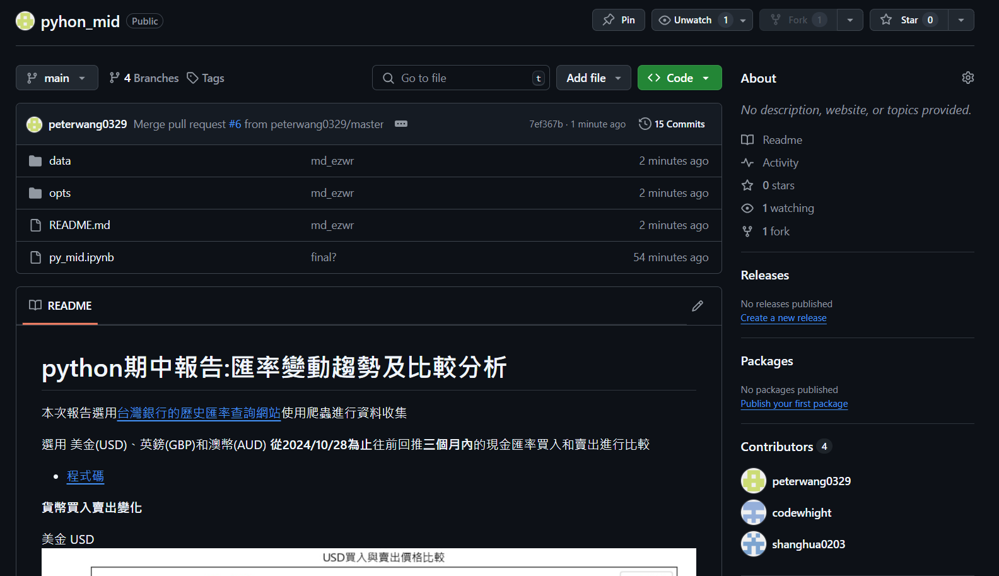 pyhon_mid Public Pin Unwatch 1 Fork 1 Star 0
main 4 Branches Tags Go to file t Add file Code
peterwang0329 Merge pull request #6 from peterwang0329/master 7ef367b · 1 minute ago 15 Commits
data md_ezwr 2 minutes ago
opts md_ezwr 2 minutes ago
README.md md_ezwr 2 minutes ago
py_mid.ipynb final? 54 minutes ago
README
python期中報告:匯率變動趨勢及比較分析
本次報告選用台灣銀行的歷史匯率查詢網站使用爬蟲進行資料收集
選用 美金(USD)、英鎊(GBP)和澳幣(AUD) 從2024/10/28為止往前回推三個月內的現金匯率買入和賣出進行比較
程式碼
貨幣買入賣出變化
美金 USD
USD買入與賣出價格比較
About
No description, website, or topics provided.
Readme
Activity
0 stars
1 watching
1 fork
Releases
No releases published
Create a new release
Packages
No packages published
Publish your first package
Contributors 4
peterwang0329
codewhight
shanghua0203